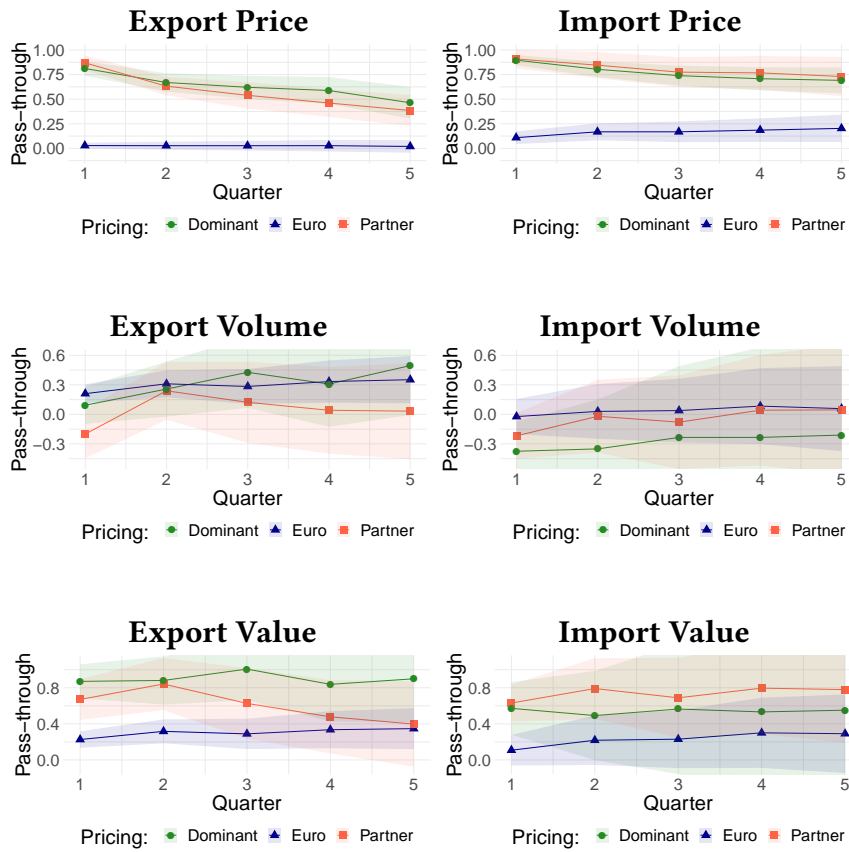 Export Price
Pass−through
1.00
0.75
0.50
0.25
0.00
1 2 3 4 5
Quarter
Pricing: Dominant Euro Partner
Import Price
Pass−through
1.00
0.75
0.50
0.25
0.00
1 2 3 4 5
Quarter
Pricing: Dominant Euro Partner
Export Volume
Pass−through
0.6
0.3
0.0
−0.3
1 2 3 4 5
Quarter
Pricing: Dominant Euro Partner
Import Volume
Pass−through
0.6
0.3
0.0
−0.3
1 2 3 4 5
Quarter
Pricing: Dominant Euro Partner
Export Value
Pass−through
0.8
0.4
0.0
1 2 3 4 5
Quarter
Pricing: Dominant Euro Partner
Import Value
Pass−through
0.8
0.4
0.0
1 2 3 4 5
Quarter
Pricing: Dominant Euro Partner